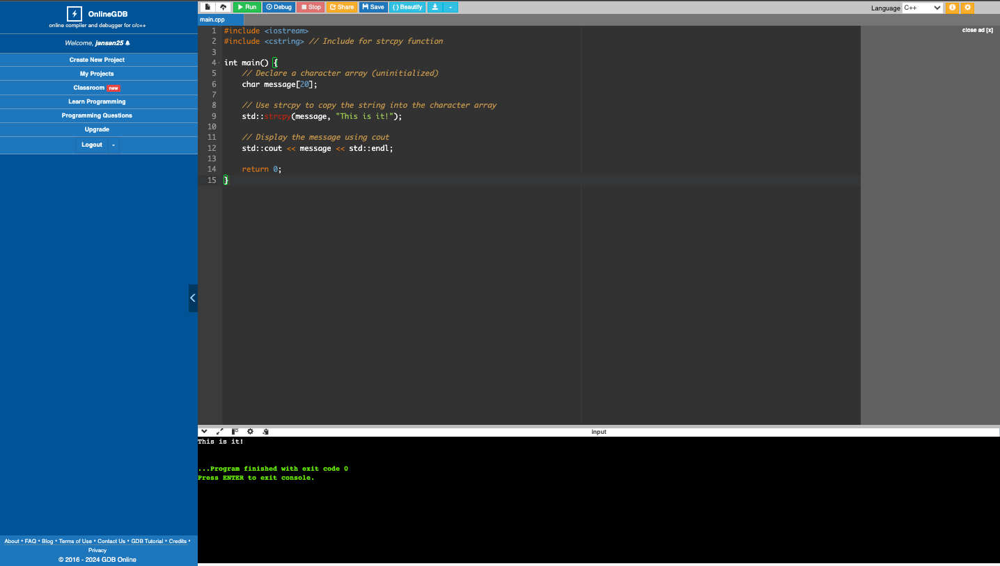 OnlineGDB
online compiler and debugger for c/c++
Welcome, jansan25
Create New Project
My Projects
Classroom new
Learn Programming
Programming Questions
Upgrade
Logout
About • FAQ • Blog • Terms of Use • Contact Us • GDB Tutorial • Credits •
Privacy
© 2016 - 2024 GDB Online
Run Debug Stop Share Save {} Beautify
Language C++
main.cpp
close ad [x]
1 #include <iostream>
2 #include <cstring> // Include for strcpy function
3
4 int main() {
5 // Declare a character array (uninitialized)
6 char message[20];
7
8 // Use strcpy to copy the string into the character array
9 std::strcpy(message, "This is it!");
10
11 // Display the message using cout
12 std::cout << message << std::endl;
13
14 return 0;
15 }
input
This is it!
...Program finished with exit code 0
Press ENTER to exit console.